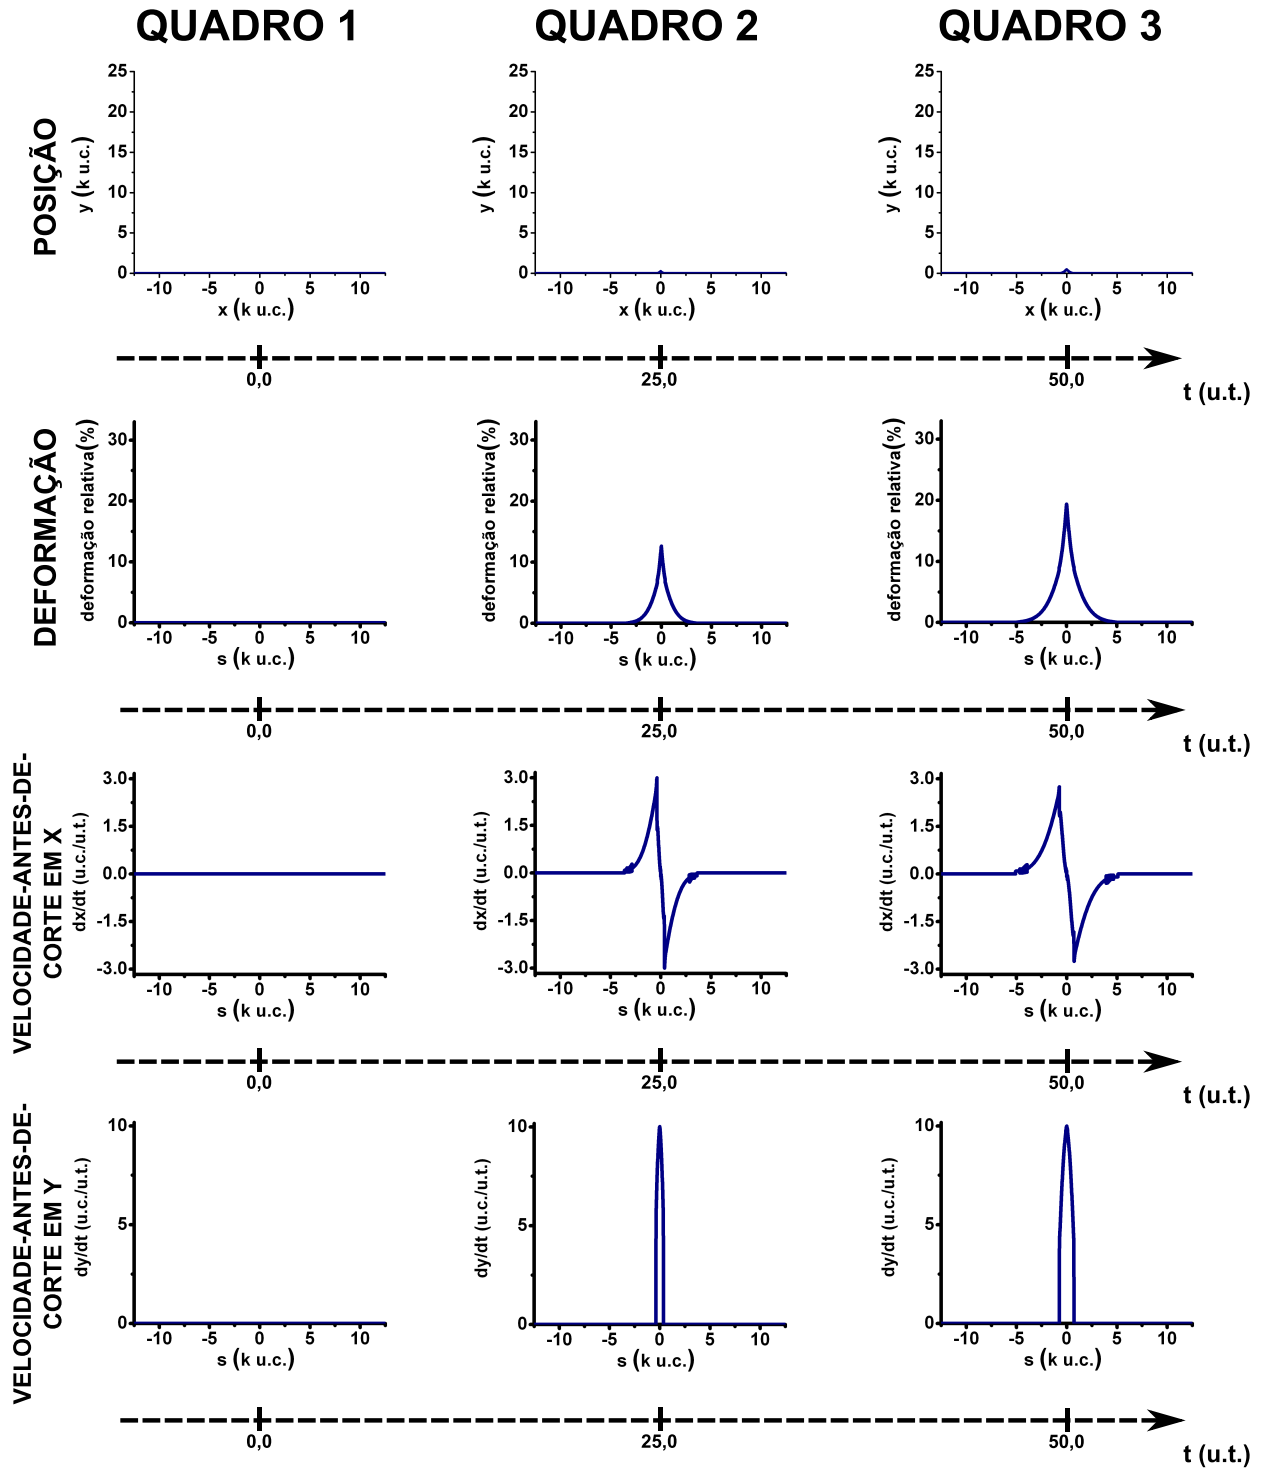 QUADRO 1
QUADRO 2
QUADRO 3
POSIÇÃO
y (k u.c.)
25
20
15
10
5
0
-10 -5 0 5 10
x (k u.c.)
y (k u.c.)
25
20
15
10
5
0
-10 -5 0 5 10
x (k u.c.)
y (k u.c.)
25
20
15
10
5
0
-10 -5 0 5 10
x (k u.c.)
0,0
25,0
50,0
t (u.t.)
DEFORMAÇÃO
deformação relativa(%)
30
20
10
0
-10 -5 0 5 10
s (k u.c.)
deformação relativa(%)
30
20
10
0
-10 -5 0 5 10
s (k u.c.)
deformação relativa(%)
30
20
10
0
-10 -5 0 5 10
s (k u.c.)
0,0
25,0
50,0
t (u.t.)
VELOCIDADE-ANTES-DE-
CORTE EM X
dx/dt (u.c./u.t.)
3.0
1.5
0.0
-1.5
-3.0
-10 -5 0 5 10
s (k u.c.)
dx/dt (u.c./u.t.)
3.0
1.5
0.0
-1.5
-3.0
-10 -5 0 5 10
s (k u.c.)
dx/dt (u.c./u.t.)
3.0
1.5
0.0
-1.5
-3.0
-10 -5 0 5 10
s (k u.c.)
0,0
25,0
50,0
t (u.t.)
VELOCIDADE-ANTES-DE-
CORTE EM Y
dy/dt (u.c./u.t.)
10
5
0
-10 -5 0 5 10
s (k u.c.)
dy/dt (u.c./u.t.)
10
5
0
-10 -5 0 5 10
s (k u.c.)
dy/dt (u.c./u.t.)
10
5
0
-10 -5 0 5 10
s (k u.c.)
0,0
25,0
50,0
t (u.t.)